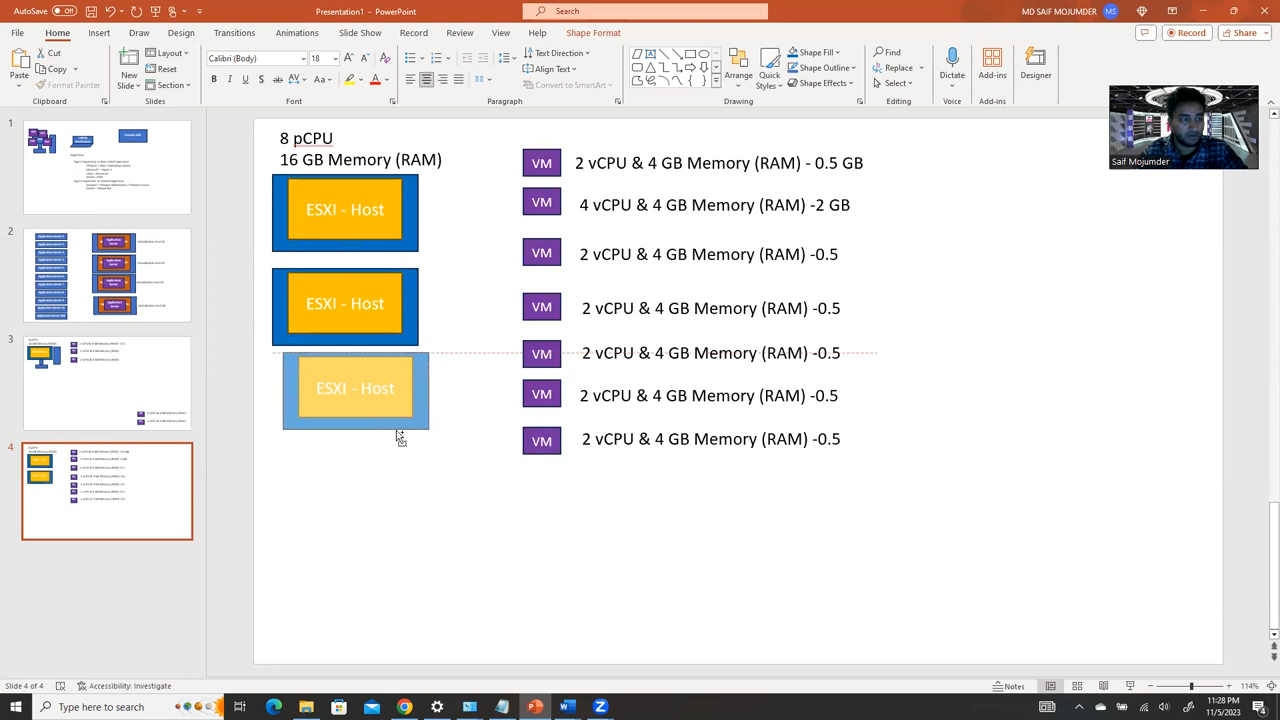 AutoSave Off
Search
MD SAIF MOJUMDER
MS
File Home Insert Draw Design Transitions Animations Slide Show Record Review View Help Shape Format
Record
Share
Cut
Copy
Format Painter
Paste
Clipboard
New
Slide
Layout
Reset
Section
Slides
Calibri (Body)
18
Font
Text Direction
Align Text
Convert to SmartArt
Paragraph
Arrange
Quick
Styles
Shape Fill
Shape Outline
Shape Effects
Drawing
Find
Replace
Select
Editing
Dictate
Voice
Add-ins
Add-ins
Designer
Saif Mojumder
1
2
3
4
8 pCPU
16 GB Memory (RAM)
ESXI - Host
ESXI - Host
ESXI - Host
VM 2 vCPU & 4 GB Memory (RAM) -0.5 GB
VM 4 vCPU & 4 GB Memory (RAM) -2 GB
VM 2 vCPU & 4 GB Memory (RAM) -0.5
VM 2 vCPU & 4 GB Memory (RAM) -0.5
VM 2 vCPU & 4 GB Memory (RAM) -0.5
VM 2 vCPU & 4 GB Memory (RAM) -0.5
VM 2 vCPU & 4 GB Memory (RAM) -0.5
Slide 4 of 4
Accessibility: Investigate
Notes
114%
Type here to search
11:28 PM
11/5/2023